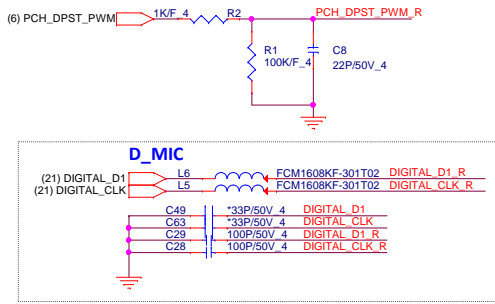 (6) PCH_DPST_PWM 1K/F_4 R2 PCH_DPST_PWM_R
R1
100K/F_4
C8
22P/50V_4
D_MIC
(21) DIGITAL_D1 L6 FCM1608KF-301T02 DIGITAL_D1_R
(21) DIGITAL_CLK L5 FCM1608KF-301T02 DIGITAL_CLK_R
C49 *33P/50V_4 DIGITAL_D1
C63 *33P/50V_4 DIGITAL_CLK
C29 100P/50V_4 DIGITAL_D1_R
C28 100P/50V_4 DIGITAL_CLK_R